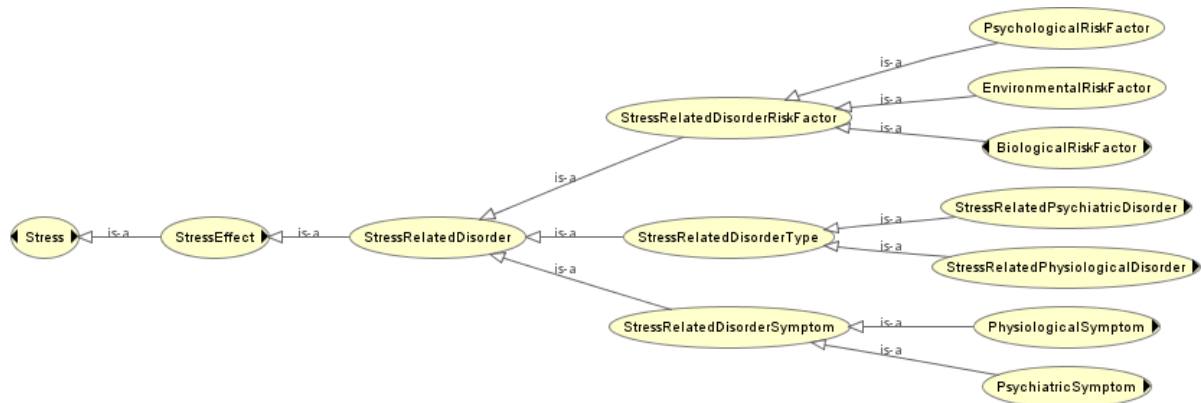 PsychologicalRiskFactor
is-a
EnvironmentalRiskFactor
is-a
StressRelatedDisorderRiskFactor
is-a
BiologicalRiskFactor
is-a
StressRelatedPsychiatricDisorder
is-a
Stress
is-a
StressEffect
is-a
StressRelatedDisorder
is-a
StressRelatedDisorderType
is-a
StressRelatedPhysiologicalDisorder
is-a
StressRelatedDisorderSymptom
is-a
PhysiologicalSymptom
is-a
PsychiatricSymptom